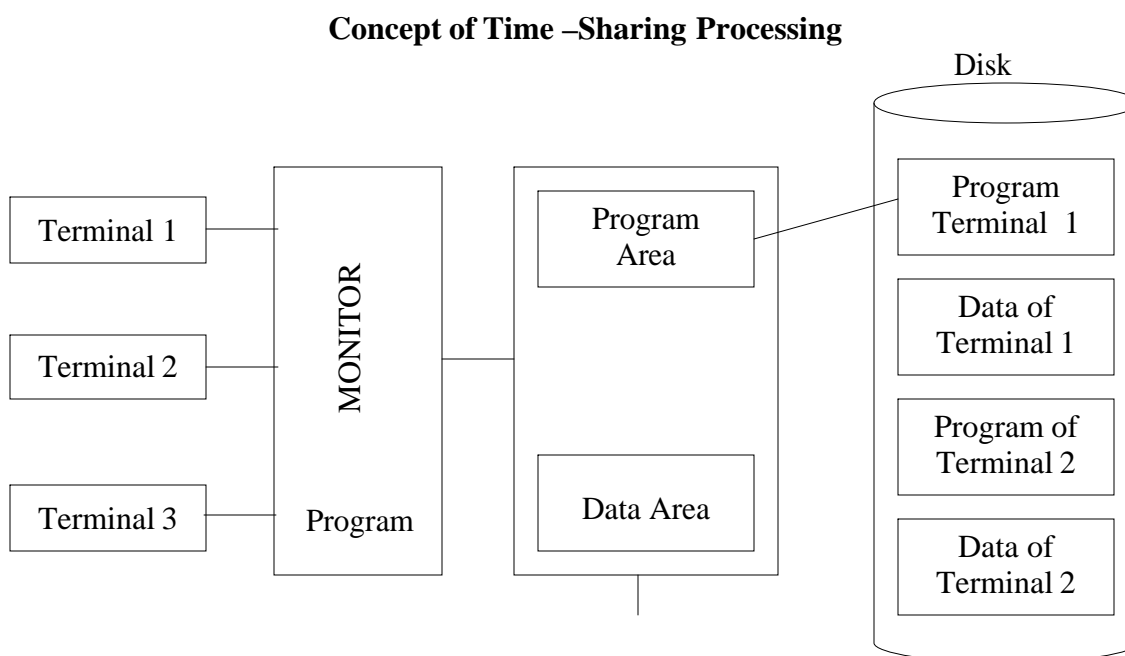 Concept of Time –Sharing Processing
Disk
Terminal 1
Terminal 2
Terminal 3
MONITOR
Program
Program
Area
Data Area
Program
Terminal 1
Data of
Terminal 1
Program of
Terminal 2
Data of
Terminal 2